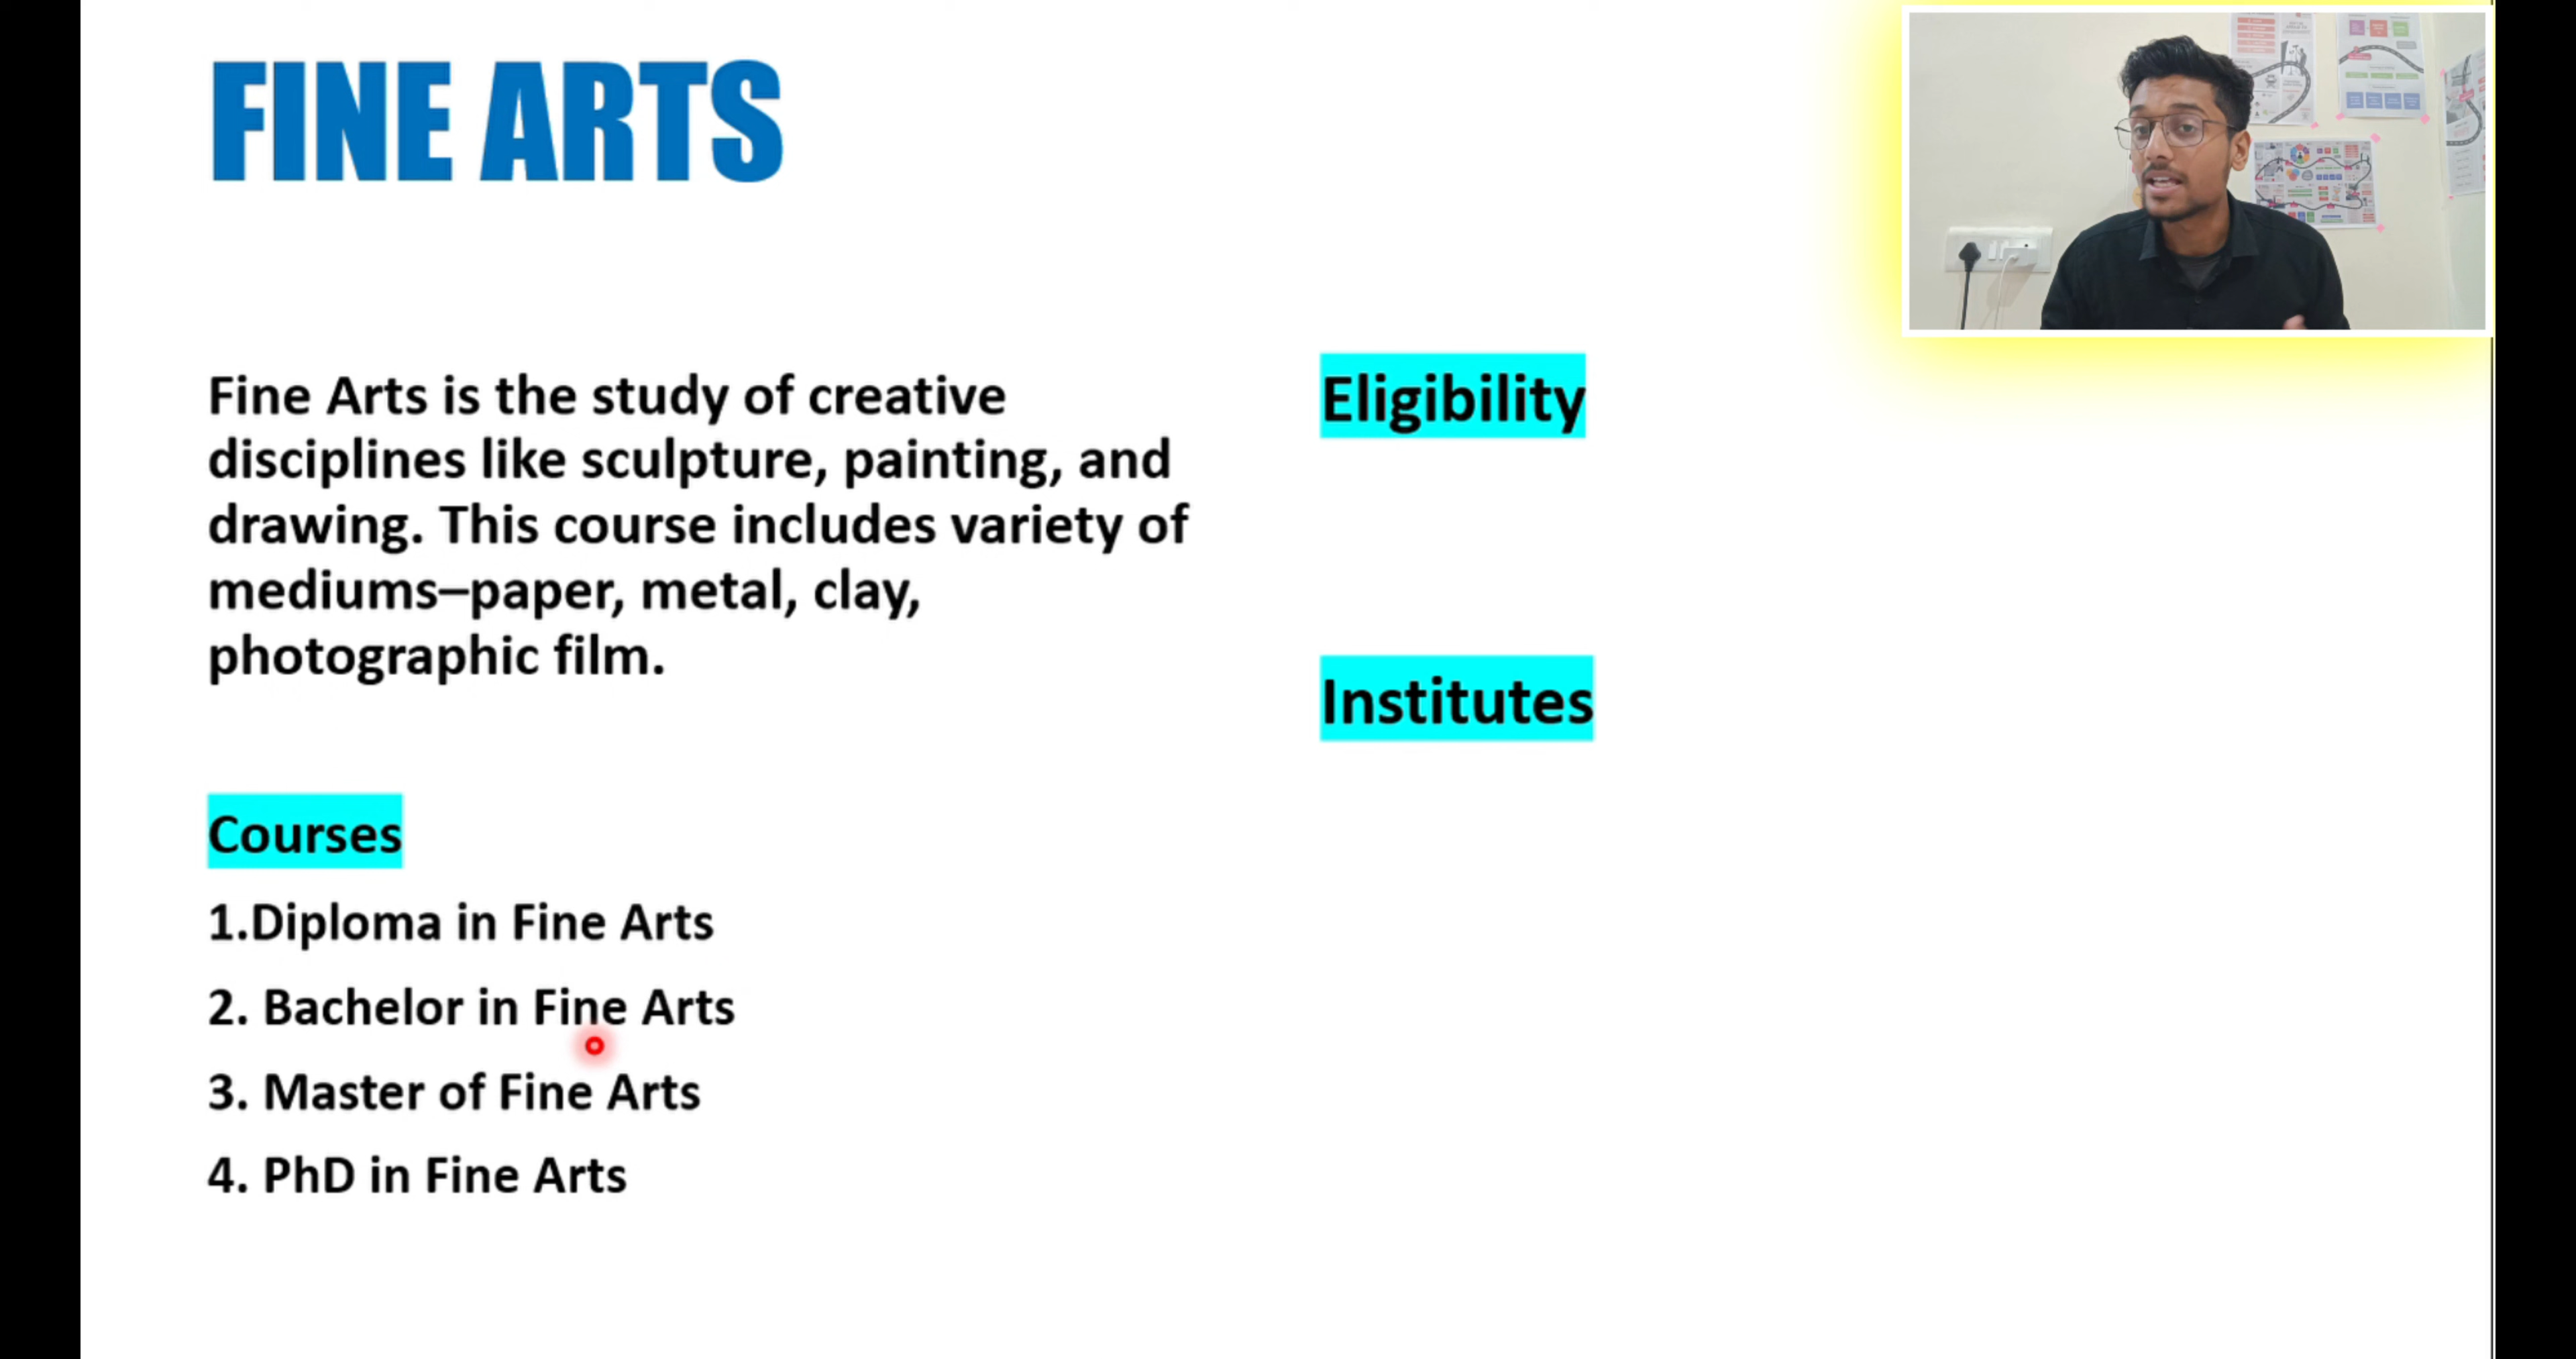 FINE ARTS
Fine Arts is the study of creative
disciplines like sculpture, painting, and
drawing. This course includes variety of
mediums–paper, metal, clay,
photographic film.
Courses
1.Diploma in Fine Arts
2. Bachelor in Fine Arts
3. Master of Fine Arts
4. PhD in Fine Arts
Eligibility
Institutes